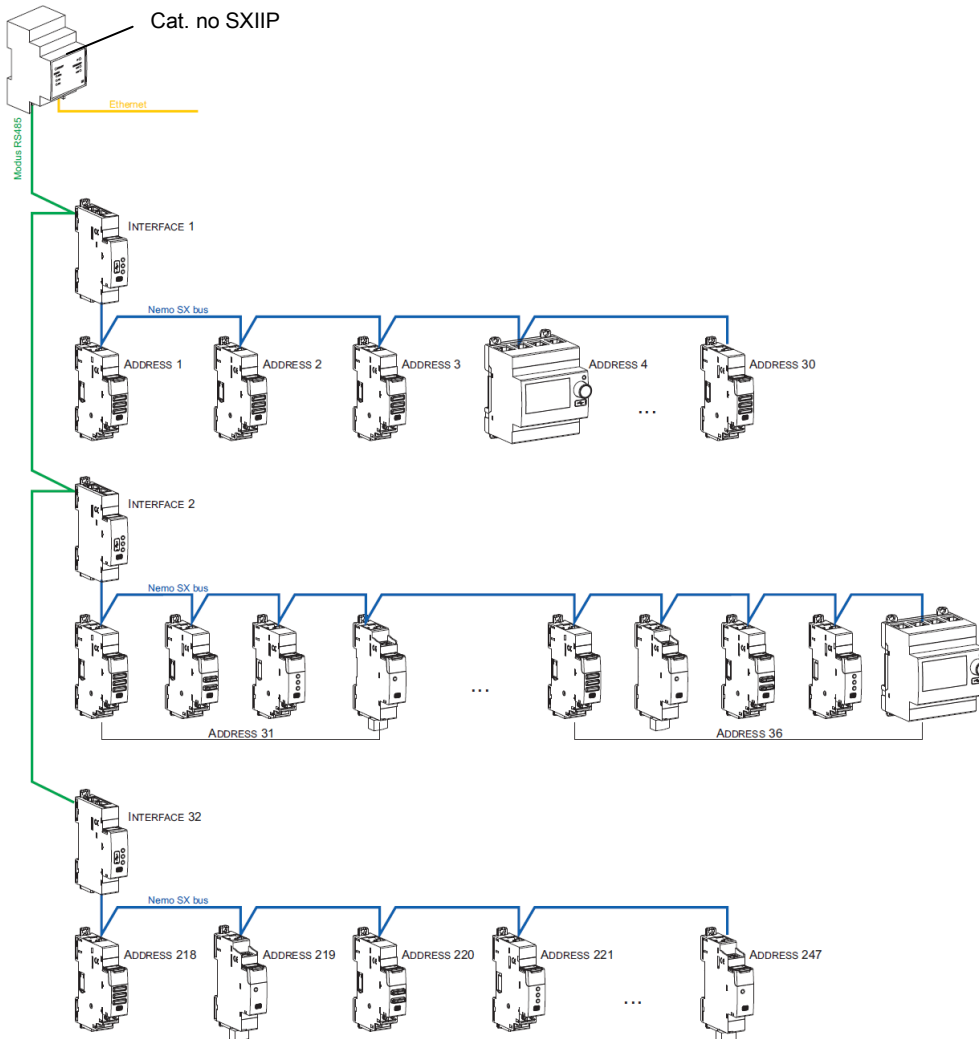 Cat. no SXIIP
Ethernet
Modus RS485
INTERFACE 1
Nemo SX bus
ADDRESS 1
ADDRESS 2
ADDRESS 3
ADDRESS 4
...
ADDRESS 30
INTERFACE 2
Nemo SX bus
...
ADDRESS 31
ADDRESS 36
INTERFACE 32
Nemo SX bus
ADDRESS 218
ADDRESS 219
ADDRESS 220
ADDRESS 221
...
ADDRESS 247